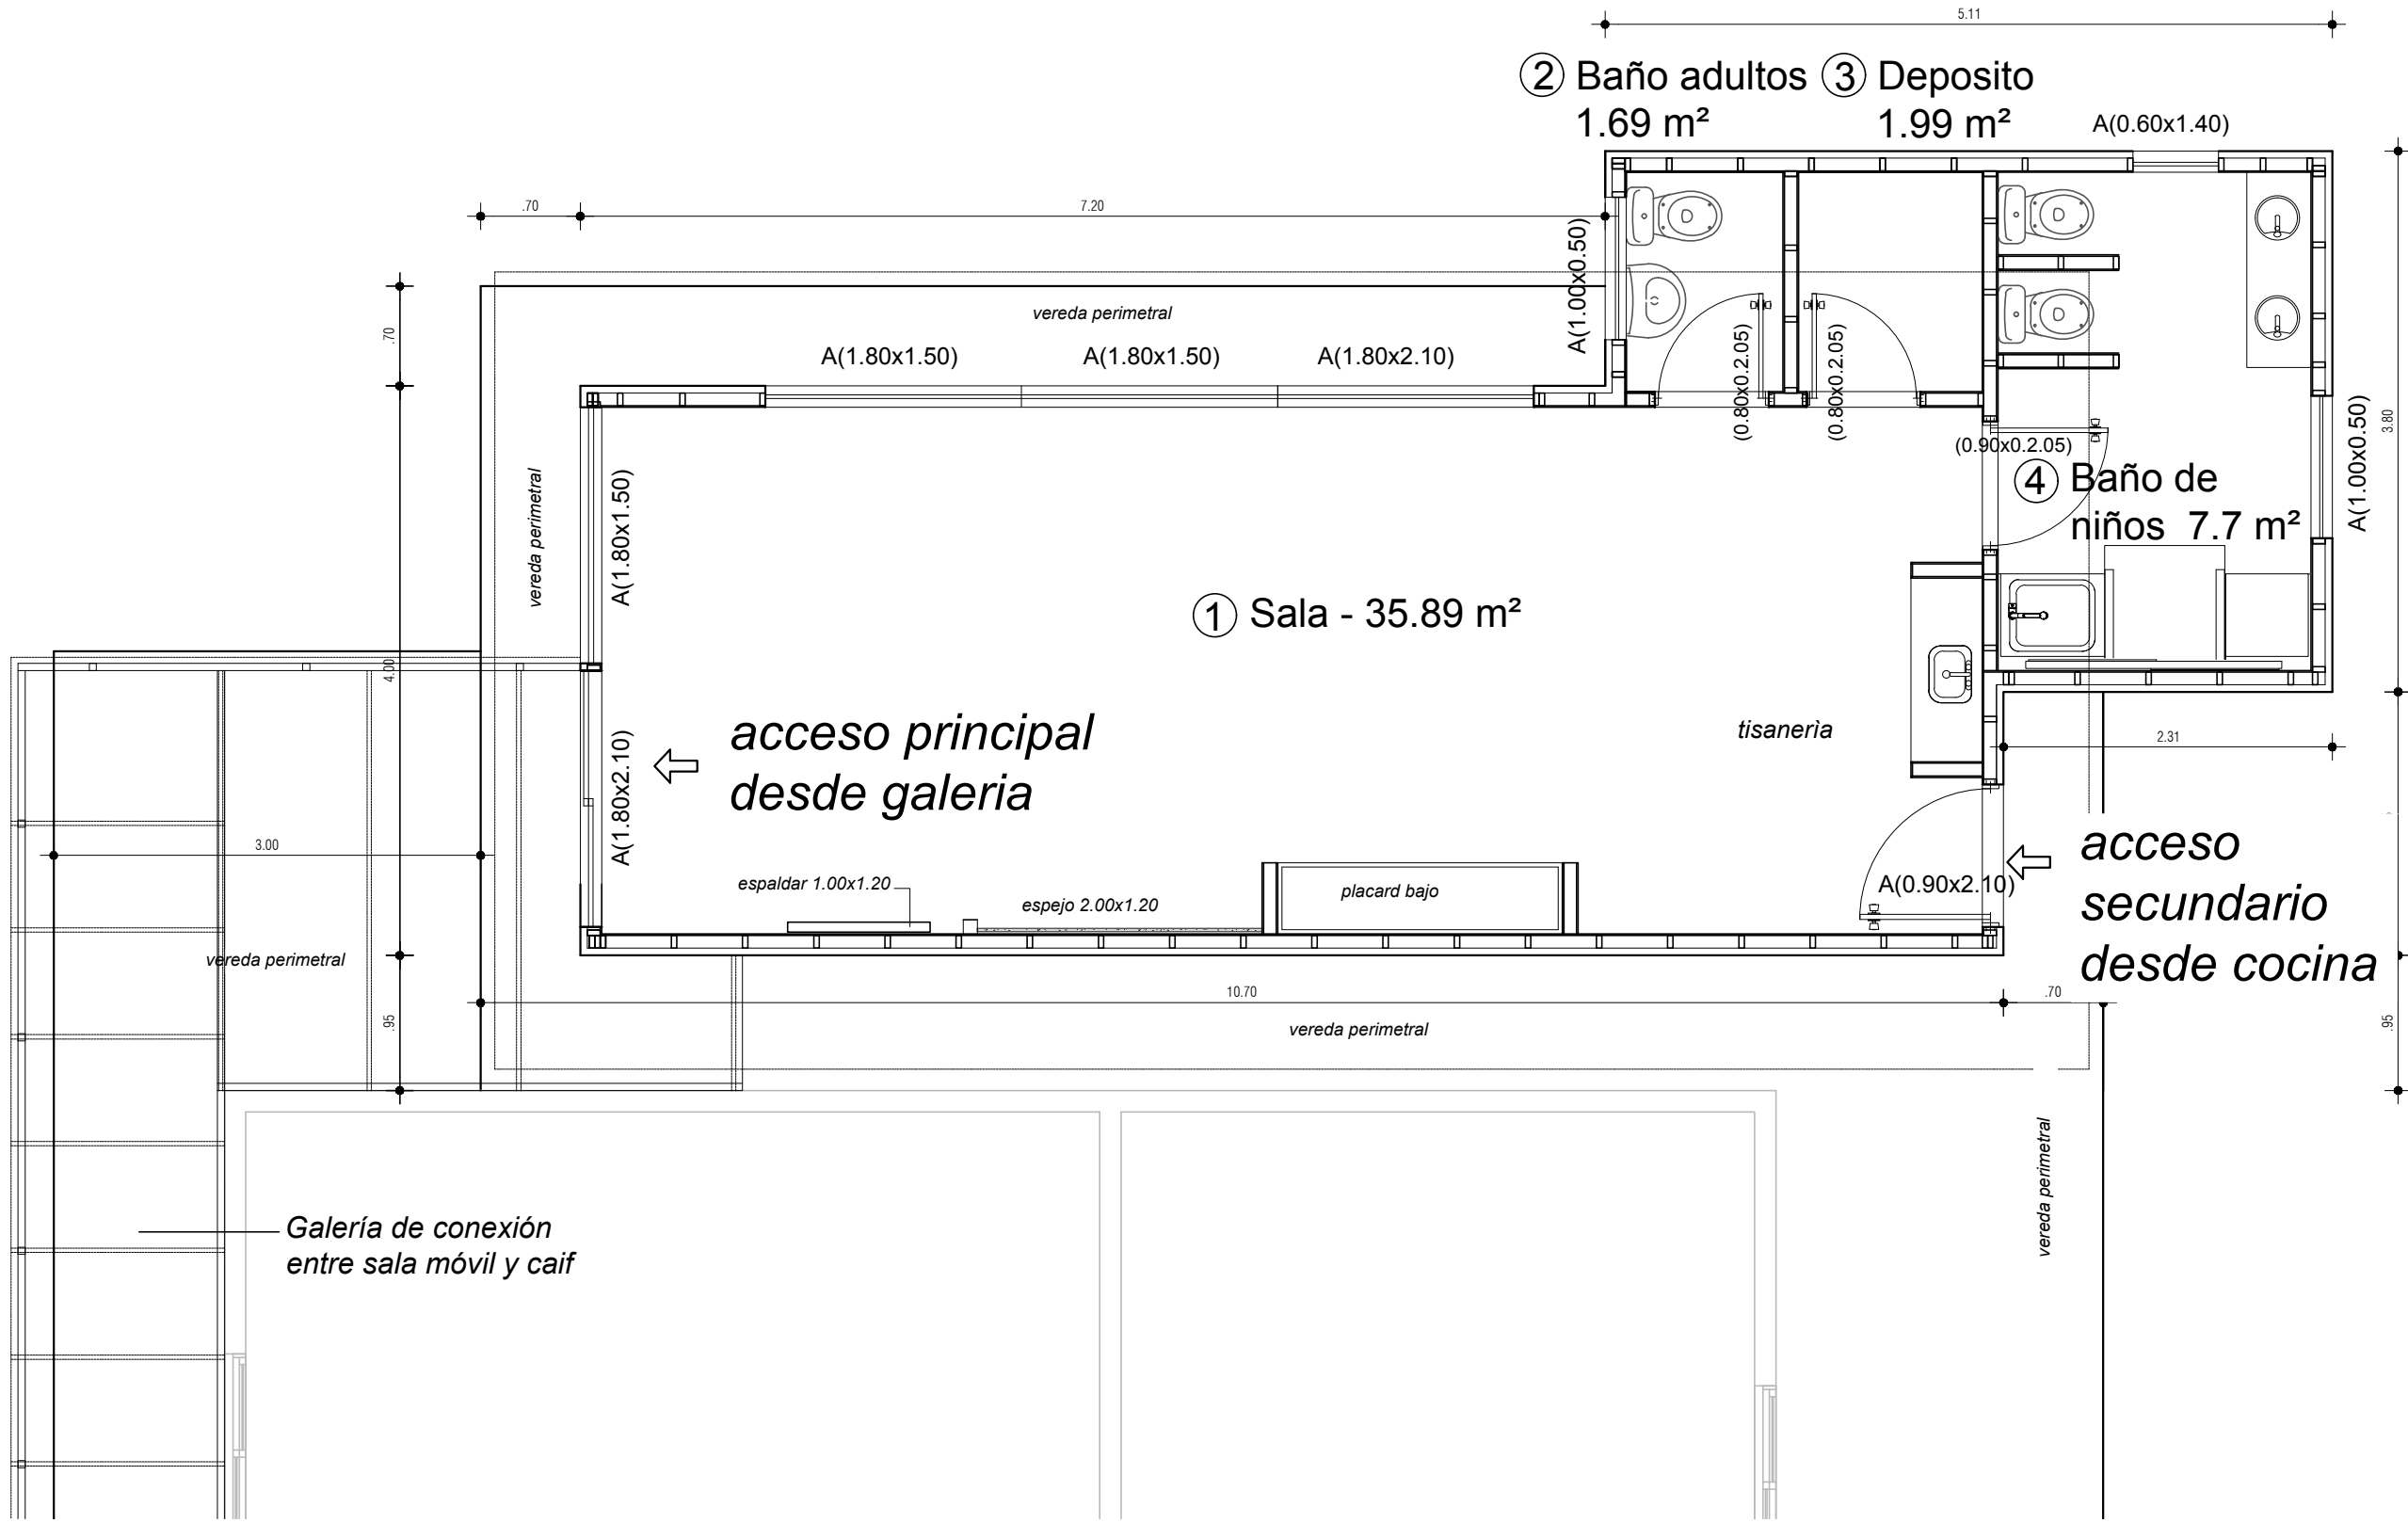 5.11
② Baño adultos
1.69 m²
③ Deposito
1.99 m²
A(0.60x1.40)
.70
7.20
A(1.00x0.50)
vereda perimetral
.70
A(1.80x1.50)
A(1.80x1.50)
A(1.80x2.10)
(0.80x0.2.05)
(0.80x0.2.05)
(0.90x0.2.05)
3.80
A(1.00x0.50)
④ Baño de
niños 7.7 m²
vereda perimetral
A(1.80x1.50)
① Sala - 35.89 m²
4.00
acceso principal
desde galeria
A(1.80x2.10)
tisanerìa
2.31
3.00
acceso
secundario
desde cocina
A(0.90x2.10)
espaldar 1.00x1.20
espejo 2.00x1.20
placard bajo
vereda perimetral
10.70
.70
.95
vereda perimetral
.95
vereda perimetral
Galería de conexión
entre sala móvil y caif